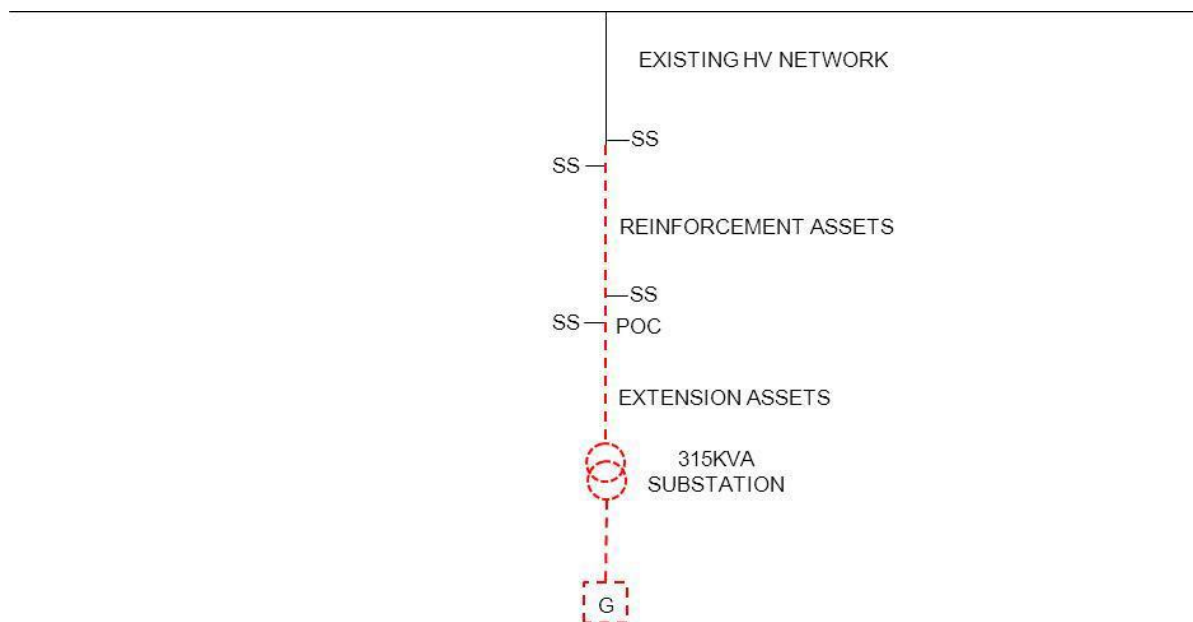 EXISTING HV NETWORK
SS
SS
REINFORCEMENT ASSETS
SS
SS
POC
EXTENSION ASSETS
315KVA
SUBSTATION
G